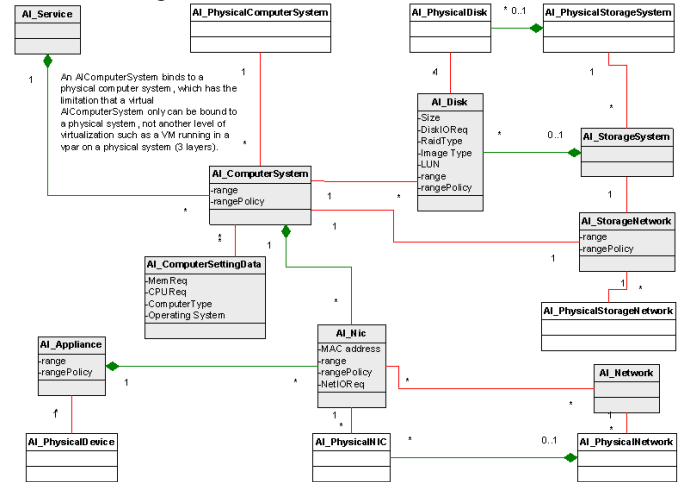 AI_Service
AI_PhysicalComputerSystem
AI_PhysicalDisk
* 0..1
AI_PhysicalStorageSystem
1
An AIComputerSystem binds to a
physical computer system, which has the
limitation that a virtual
AIComputerSystem only can be bound to
a physical system, not another level of
virtualization such as a VM running in a
vpar on a physical system (3 layers).
1
1
AI_Disk
-Size
-DiskIOReq
-RaidType
-Image Type
-LUN
-range
-rangePolicy
*
*
0..1
*
AI_StorageSystem
AI_ComputerSystem
-range
-rangePolicy
1
*
1
*
1
AI_StorageNetwork
-range
-rangePolicy
*
1
1
AI_ComputerSettingData
-MemReq
-CPUReq
-ComputerType
-Operating System
1
*
AI_PhysicalStorageNetwork
*
AI_Nic
-MAC address
-range
-rangePolicy
-NetIOReq
AI_Appliance
-range
-rangePolicy
1
*
*
*
AI_Network
1
*
1
*
AI_PhysicalDevice
AI_PhysicalNIC
*
0..1
AI_PhysicalNetwork